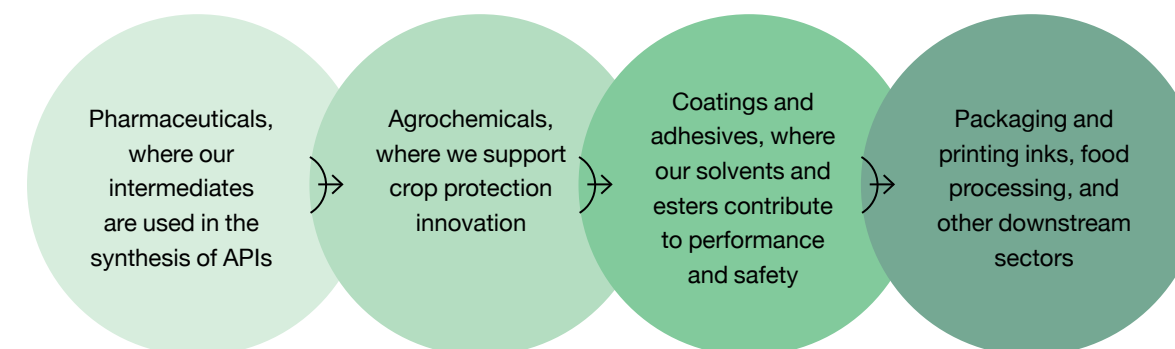 Pharmaceuticals,
where our
intermediates
are used in the
synthesis of APIs
Agrochemicals,
where we support
crop protection
innovation
Coatings and
adhesives, where
our solvents and
esters contribute
to performance
and safety
Packaging and
printing inks, food
processing, and
other downstream
sectors